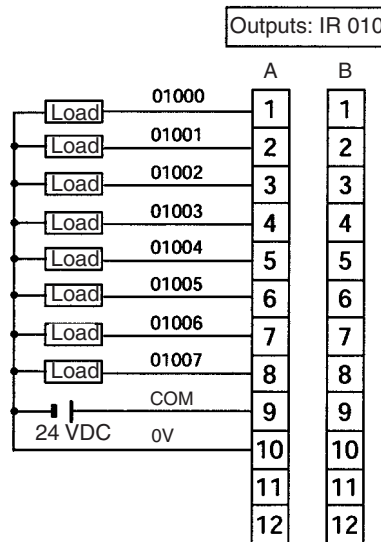 Outputs: IR 010
A B
01000
Load 1 1
01001
Load 2 2
01002
Load 3 3
01003
Load 4 4
01004
Load 5 5
01005
Load 6 6
01006
Load 7 7
01007
Load 8 8
COM
9 9
24 VDC 0V
10 10
11 11
12 12